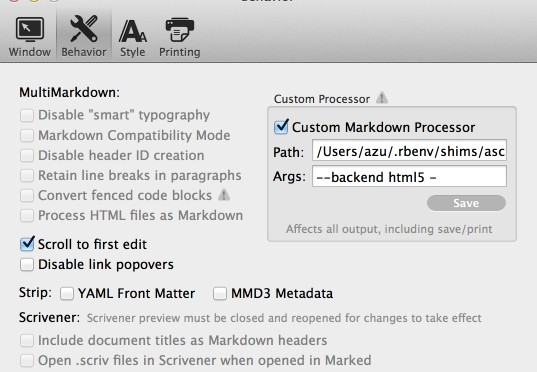 Window Behavior Style Printing
MultiMarkdown:
Disable "smart" typography
Markdown Compatibility Mode
Disable header ID creation
Retain line breaks in paragraphs
Convert fenced code blocks
Process HTML files as Markdown
Custom Processor
Custom Markdown Processor
Path: /Users/azu/.rbenv/shims/asc
Args: --backend html5 -
Save
Affects all output, including save/print
Scroll to first edit
Disable link popovers
Strip: YAML Front Matter MMD3 Metadata
Scrivener: Scrivener preview must be closed and reopened for changes to take effect
Include document titles as Markdown headers
Open .scriv files in Scrivener when opened in Marked